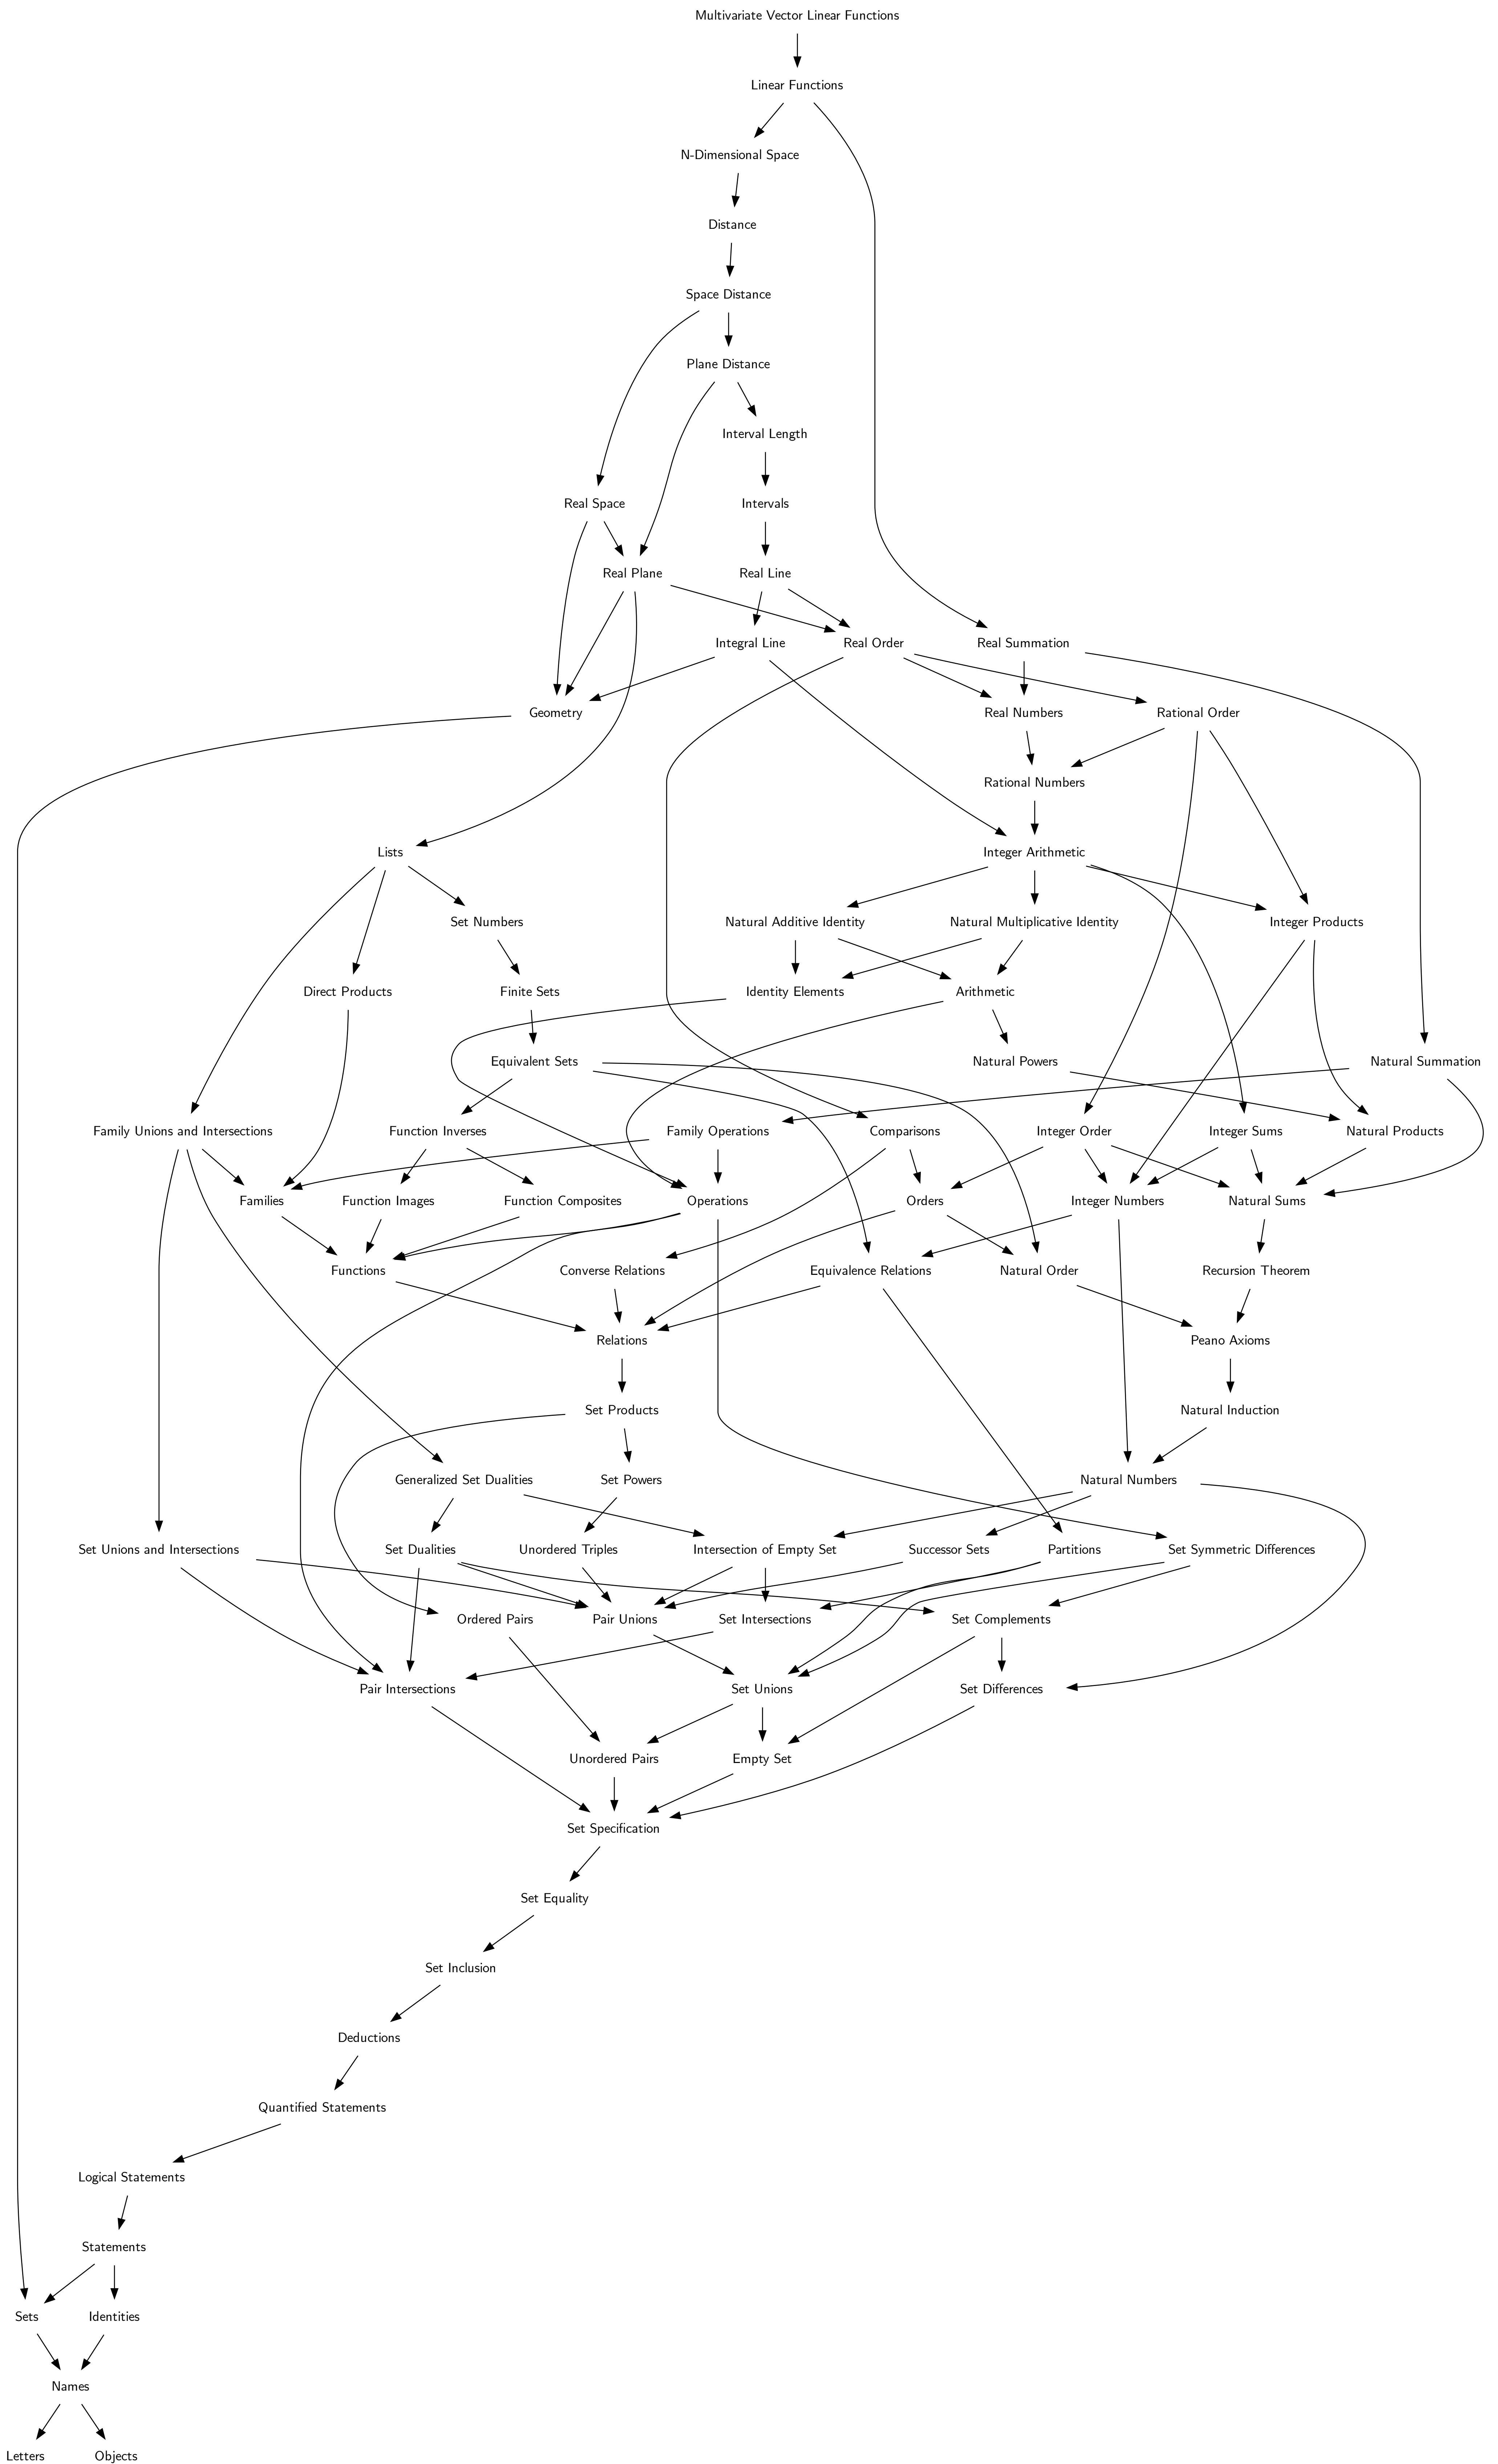 Multivariate Vector Linear Functions
Linear Functions
N-Dimensional Space
Distance
Space Distance
Plane Distance
Interval Length
Real Space
Intervals
Real Plane
Real Line
Integral Line
Real Order
Real Summation
Geometry
Real Numbers
Rational Order
Rational Numbers
Lists
Integer Arithmetic
Set Numbers
Natural Additive Identity
Natural Multiplicative Identity
Integer Products
Direct Products
Finite Sets
Identity Elements
Arithmetic
Equivalent Sets
Natural Powers
Natural Summation
Family Unions and Intersections
Function Inverses
Family Operations
Comparisons
Integer Order
Integer Sums
Natural Products
Families
Function Images
Function Composites
Operations
Orders
Integer Numbers
Natural Sums
Functions
Converse Relations
Equivalence Relations
Natural Order
Recursion Theorem
Relations
Peano Axioms
Set Products
Natural Induction
Generalized Set Dualities
Set Powers
Natural Numbers
Set Unions and Intersections
Set Dualities
Unordered Triples
Intersection of Empty Set
Successor Sets
Partitions
Set Symmetric Differences
Ordered Pairs
Pair Unions
Set Intersections
Set Complements
Pair Intersections
Set Unions
Set Differences
Unordered Pairs
Empty Set
Set Specification
Set Equality
Set Inclusion
Deductions
Quantified Statements
Logical Statements
Statements
Sets
Identities
Names
Letters
Objects